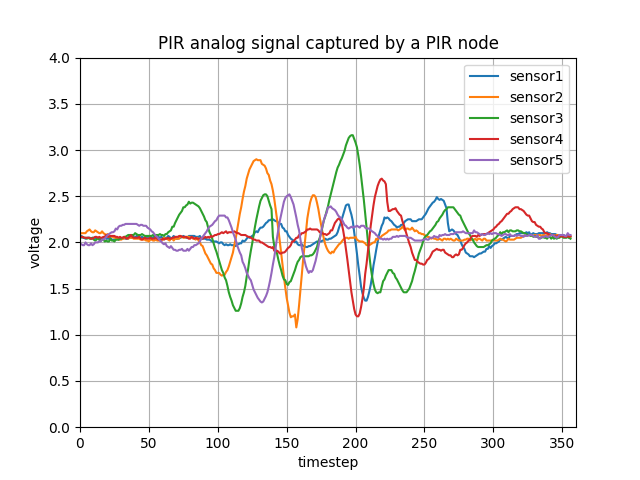 PIR analog signal captured by a PIR node
sensor1
sensor2
sensor3
sensor4
sensor5
voltage
4.0
3.5
3.0
2.5
2.0
1.5
1.0
0.5
0.0
0 50 100 150 200 250 300 350
timestep